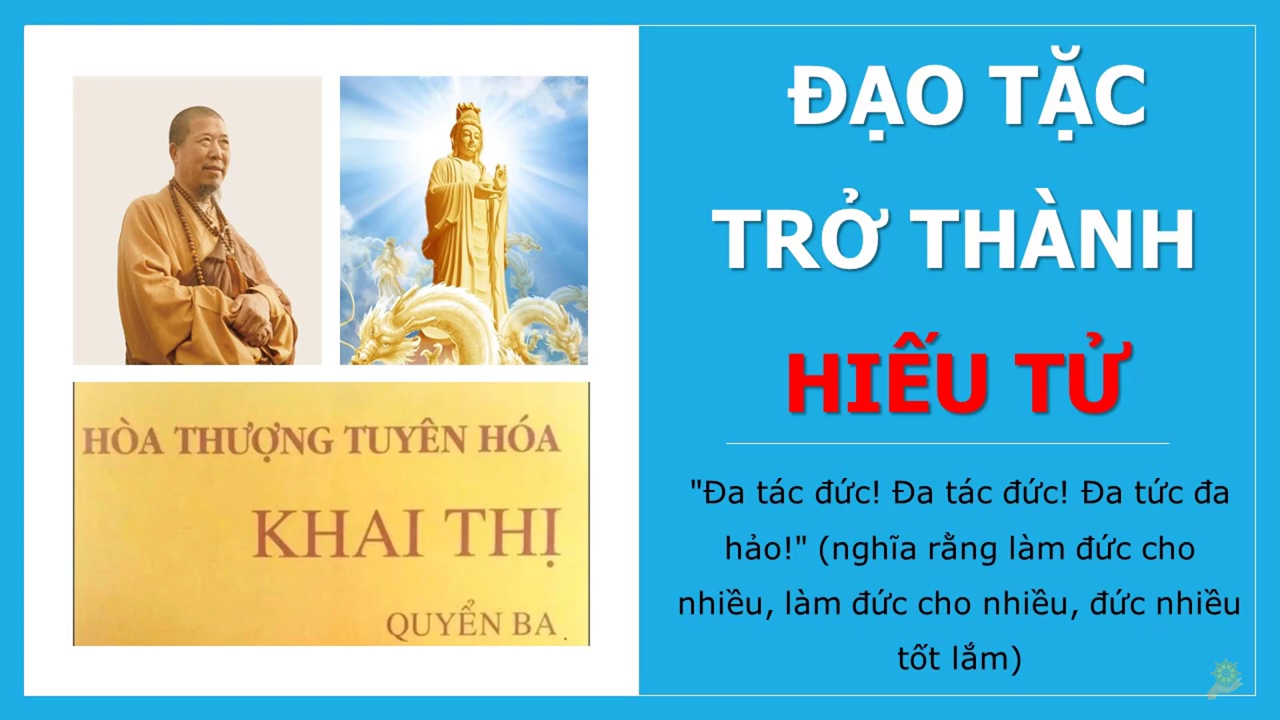 HÒA THƯỢNG TUYÊN HÓA
KHAI THỊ
QUYỂN BA
ĐẠO TẶC
TRỞ THÀNH
HIẾU TỬ
"Đa tác đức! Đa tác đức! Đa tức đa
hảo!" (nghĩa rằng làm đức cho
nhiều, làm đức cho nhiều, đức nhiều
tốt lắm)